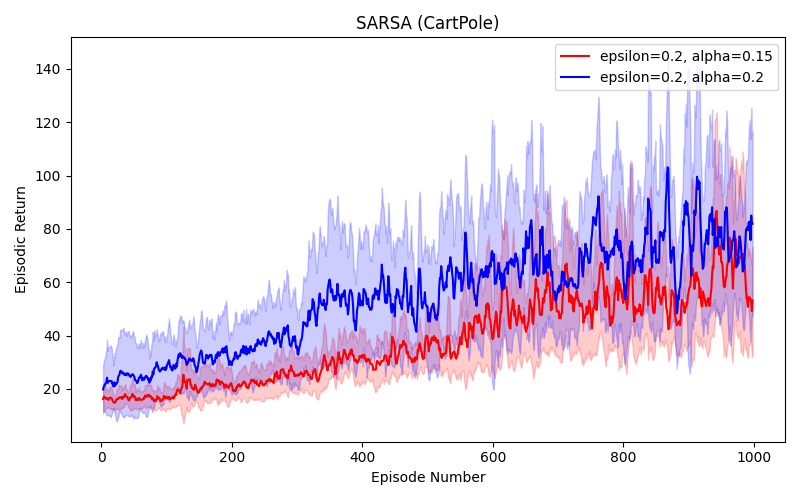 SARSA (CartPole)
epsilon=0.2, alpha=0.15
epsilon=0.2, alpha=0.2
Episodic Return
140
120
100
80
60
40
20
0
200
400
600
800
1000
Episode Number